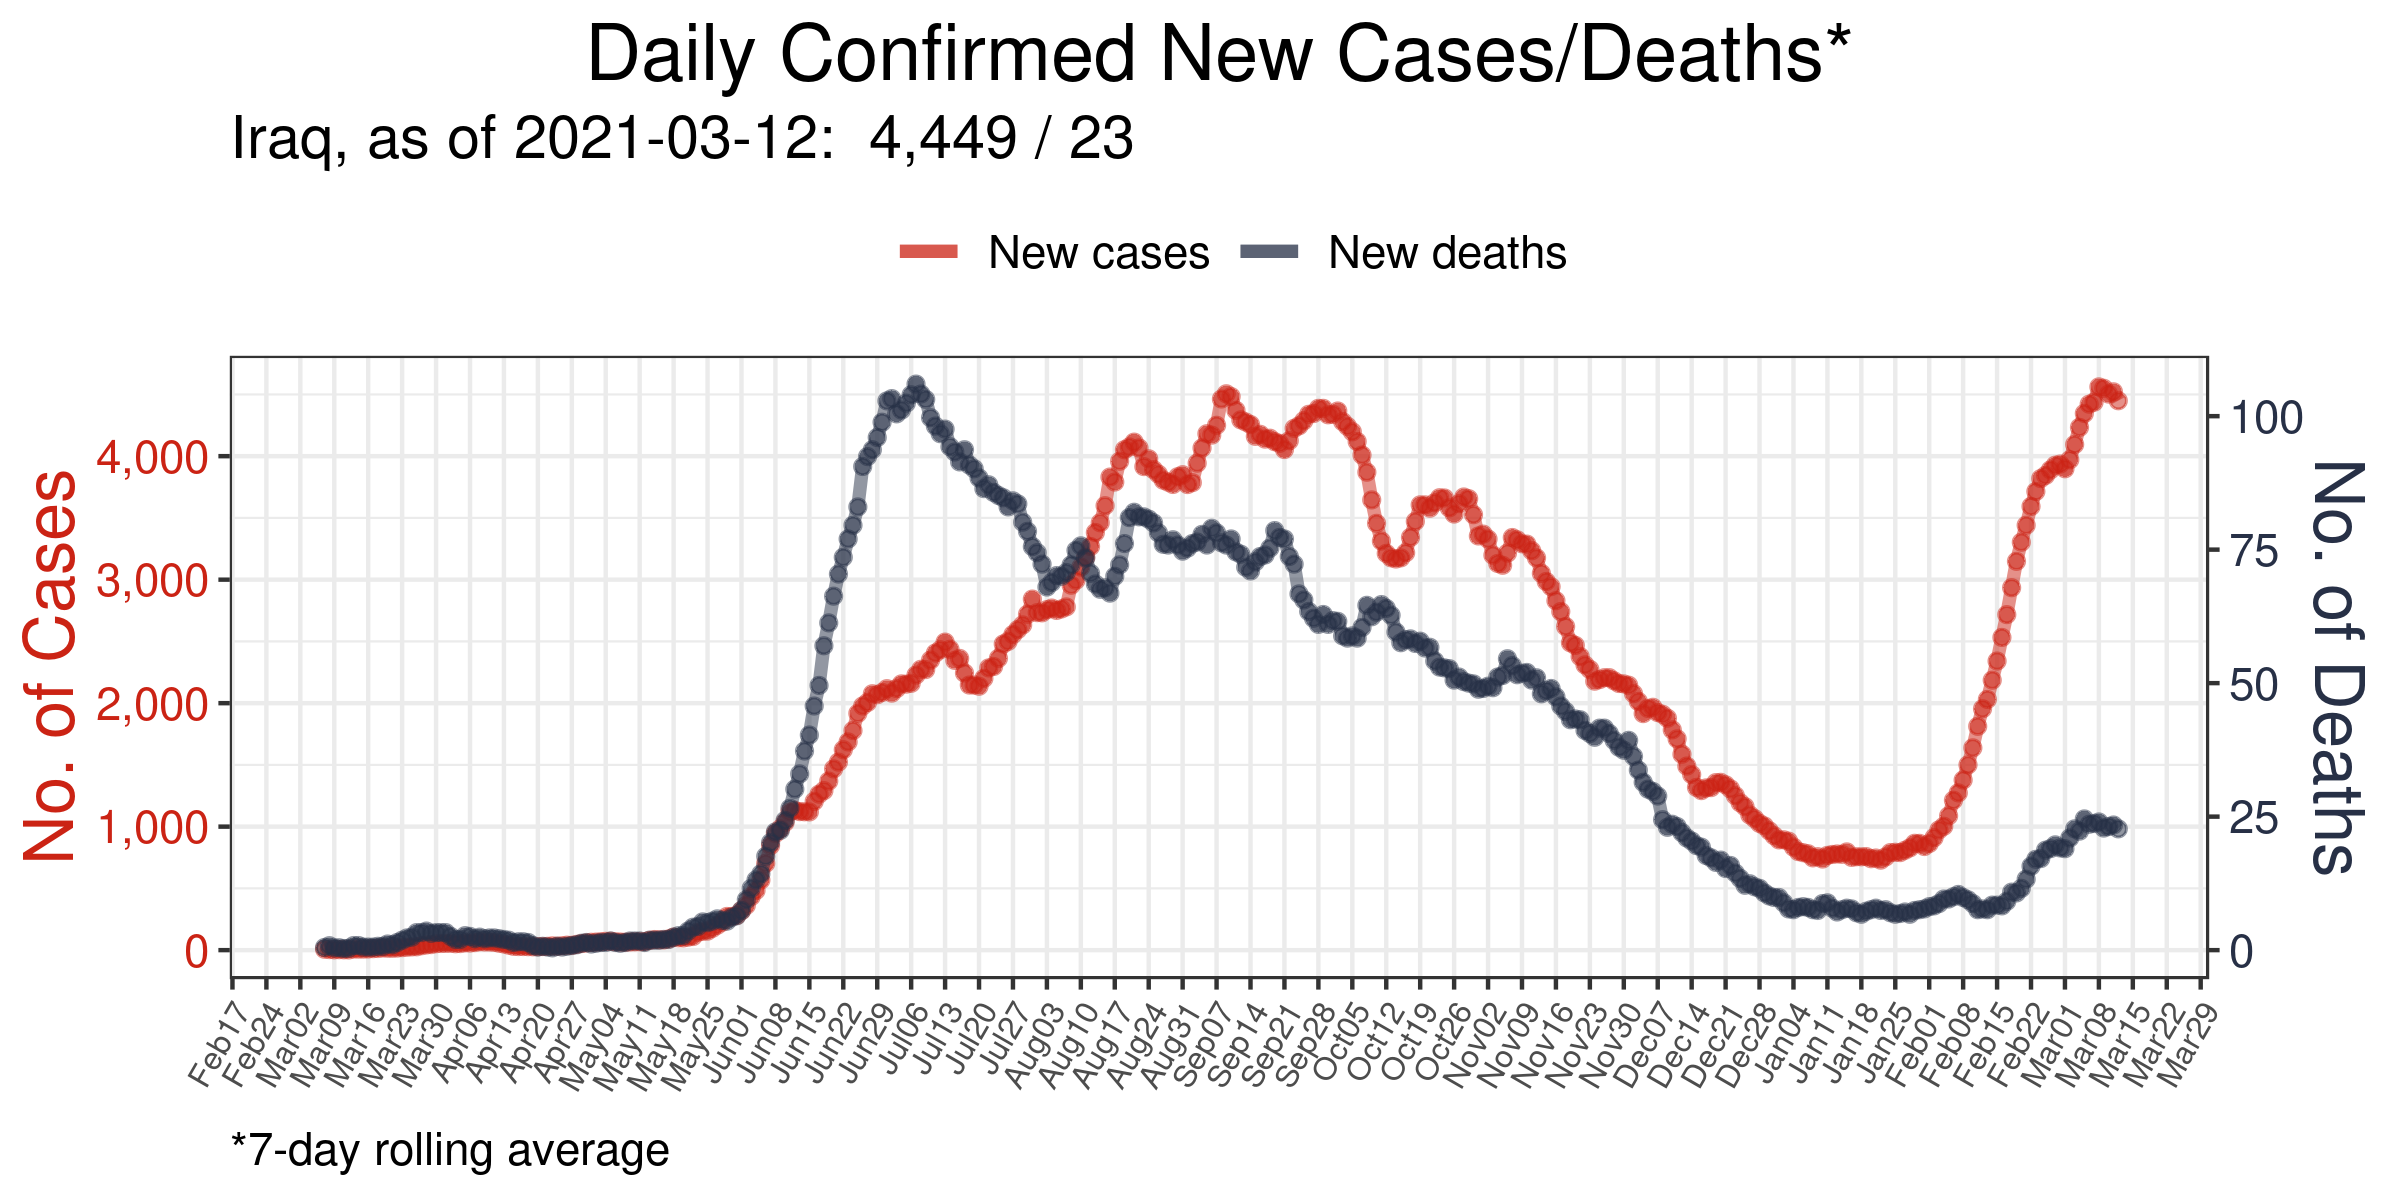 Daily Confirmed New Cases/Deaths*
Iraq, as of 2021-03-12:  4,449 / 23
New cases New deaths
No. of Cases
4,000
3,000
2,000
1,000
0
100
75
50
25
0
No. of Deaths
Feb17 Feb24 Mar02 Mar09 Mar16 Mar23 Mar30 Apr06 Apr13 Apr20 Apr27 May04 May11 May18 May25 Jun01 Jun08 Jun15 Jun22 Jun29 Jul06 Jul13 Jul20 Jul27 Aug03 Aug10 Aug17 Aug24 Aug31 Sep07 Sep14 Sep21 Sep28 Oct05 Oct12 Oct19 Oct26 Nov02 Nov09 Nov16 Nov23 Nov30 Dec07 Dec14 Dec21 Dec28 Jan04 Jan11 Jan18 Jan25 Feb01 Feb08 Feb15 Feb22 Mar01 Mar08 Mar15 Mar22 Mar29
*7-day rolling average